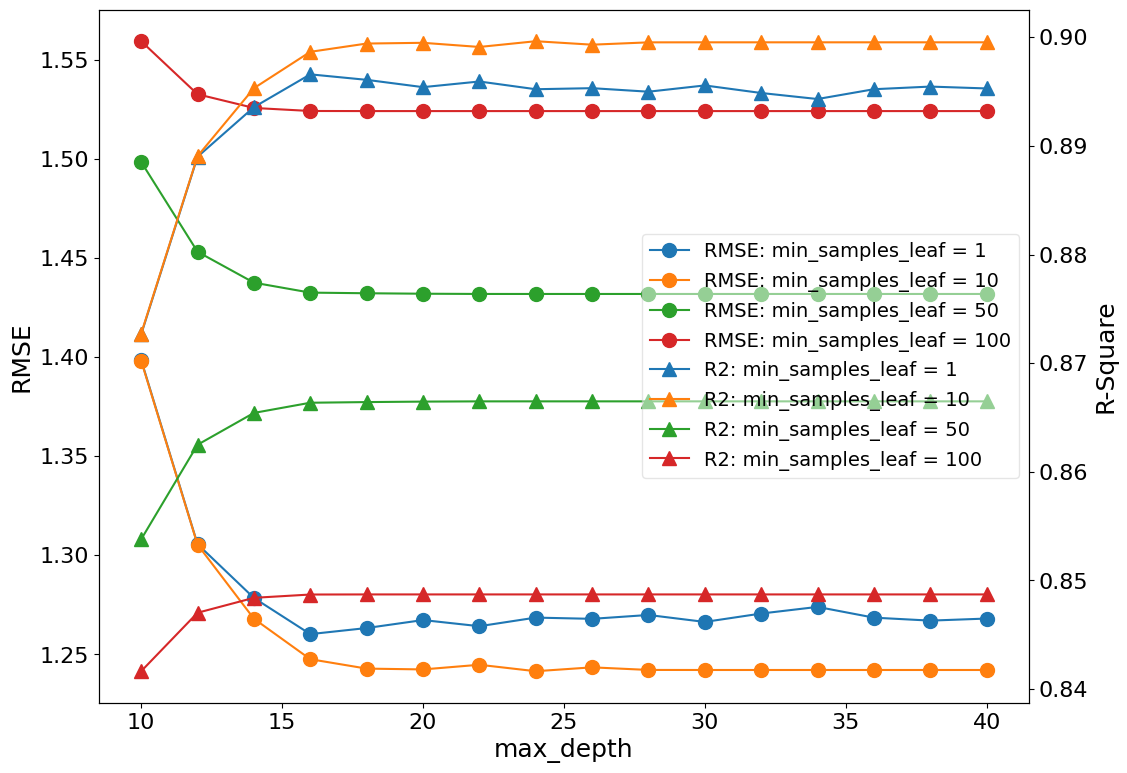 1.55
1.50
1.45
1.40
1.35
1.30
1.25
RMSE
0.90
0.89
0.88
0.87
0.86
0.85
0.84
R-Square
RMSE: min_samples_leaf = 1
RMSE: min_samples_leaf = 10
RMSE: min_samples_leaf = 50
RMSE: min_samples_leaf = 100
R2: min_samples_leaf = 1
R2: min_samples_leaf = 10
R2: min_samples_leaf = 50
R2: min_samples_leaf = 100
10 15 20 25 30 35 40
max_depth